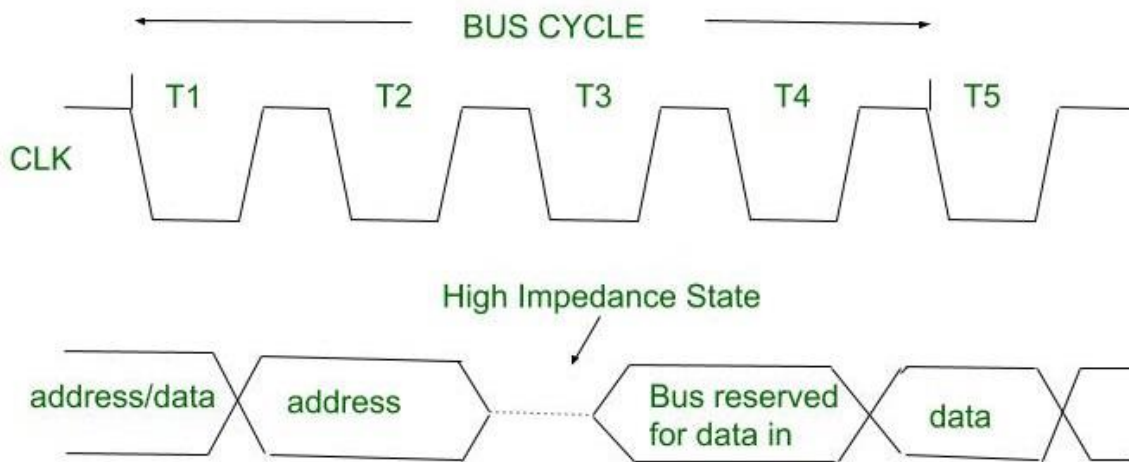 BUS CYCLE
T1 T2 T3 T4 T5
CLK
High Impedance State
address/data address Bus reserved data
for data in